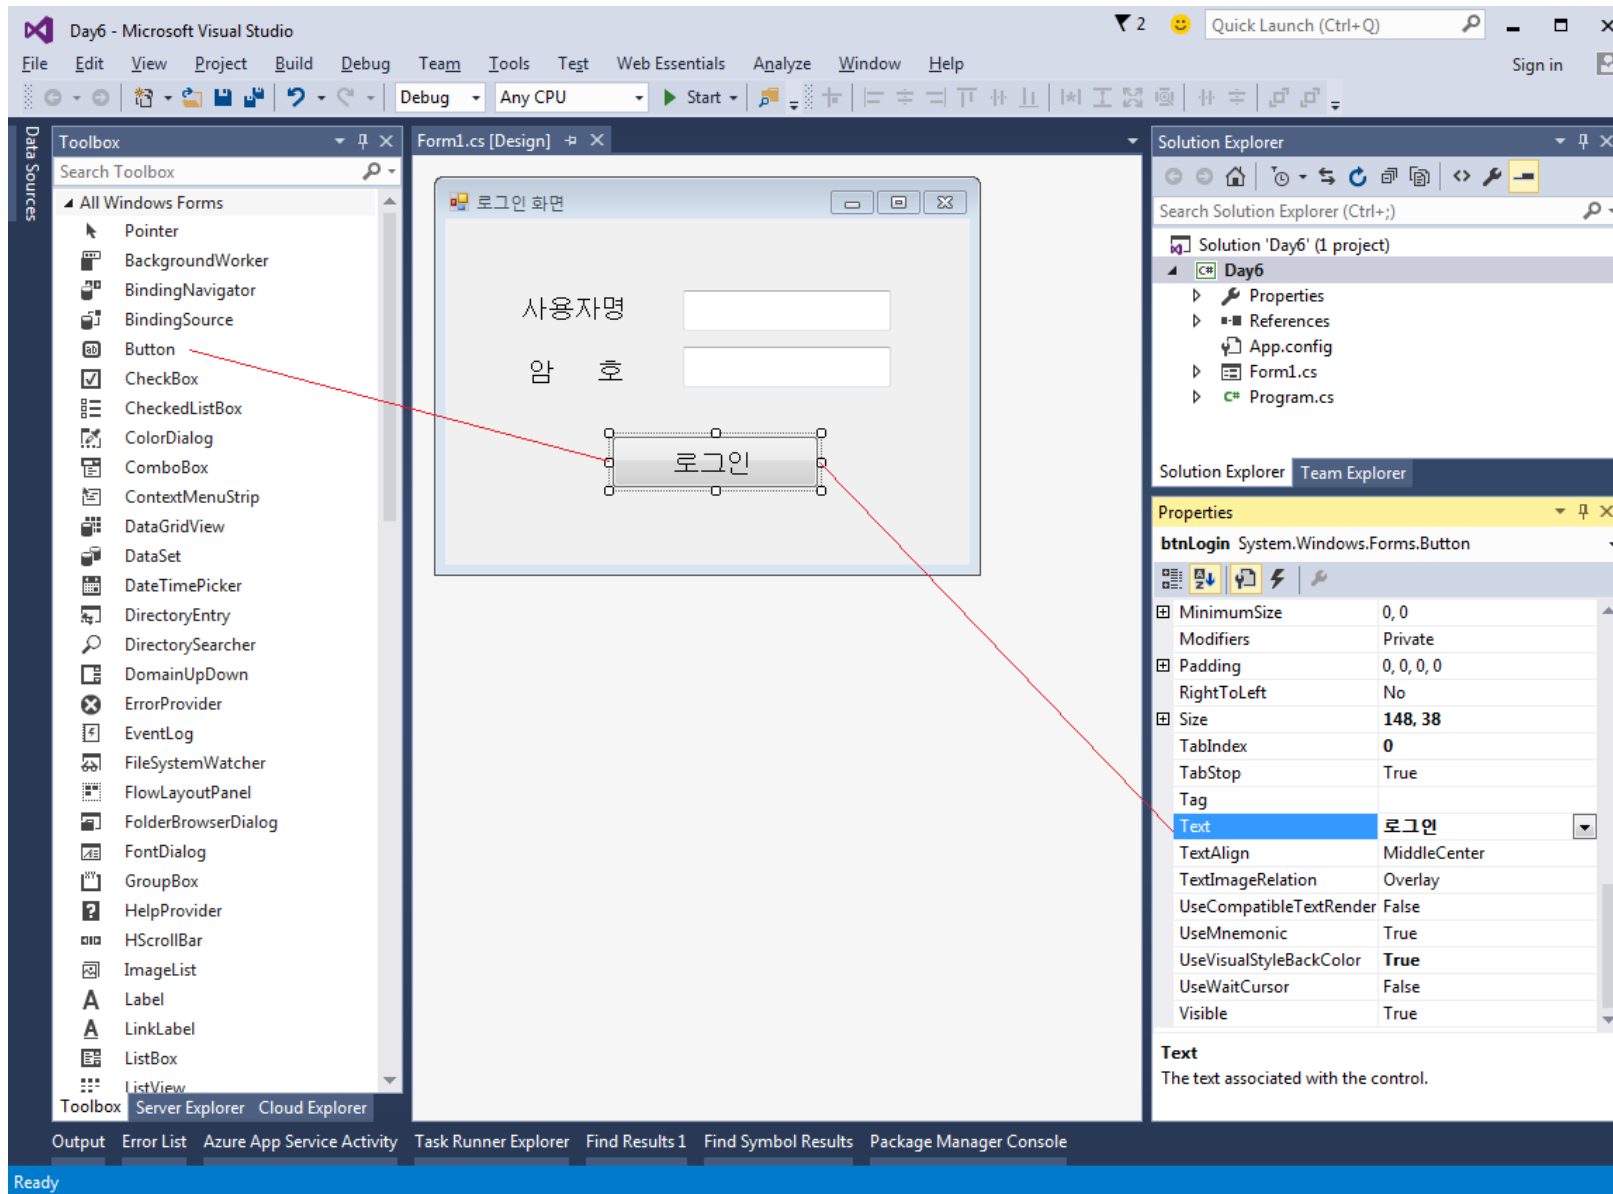 Day6 - Microsoft Visual Studio
2
Quick Launch (Ctrl+Q)
File Edit View Project Build Debug Team Tools Test Web Essentials Analyze Window Help
Sign in
Debug
Any CPU
Start
Data Sources
Toolbox
Search Toolbox
All Windows Forms
Pointer
BackgroundWorker
BindingNavigator
BindingSource
Button
CheckBox
CheckedListBox
ColorDialog
ComboBox
ContextMenuStrip
DataGridView
DataSet
DateTimePicker
DirectoryEntry
DirectorySearcher
DomainUpDown
ErrorProvider
EventLog
FileSystemWatcher
FlowLayoutPanel
FolderBrowserDialog
FontDialog
GroupBox
HelpProvider
HScrollBar
ImageList
Label
LinkLabel
ListBox
ListView
Toolbox Server Explorer Cloud Explorer
Form1.cs [Design]
로그인 화면
사용자명
암 호
로그인
Solution Explorer
Search Solution Explorer (Ctrl+;)
Solution 'Day6' (1 project)
Day6
Properties
References
App.config
Form1.cs
Program.cs
Solution Explorer Team Explorer
Properties
btnLogin System.Windows.Forms.Button
MinimumSize 0, 0
Modifiers Private
Padding 0, 0, 0, 0
RightToLeft No
Size 148, 38
TabIndex 0
TabStop True
Tag
Text 로그인
TextAlign MiddleCenter
TextImageRelation Overlay
UseCompatibleTextRender False
UseMnemonic True
UseVisualStyleBackColor True
UseWaitCursor False
Visible True
Text
The text associated with the control.
Output Error List Azure App Service Activity Task Runner Explorer Find Results 1 Find Symbol Results Package Manager Console
Ready